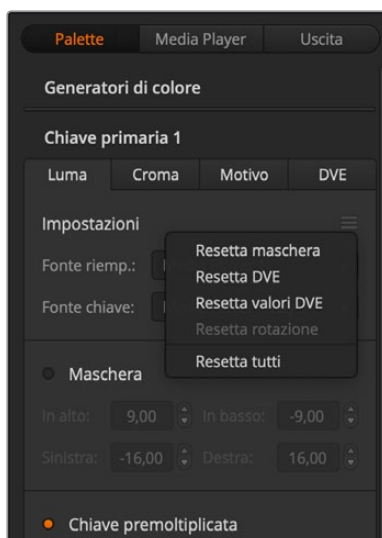 Palette Media Player Uscita
Generatori di colore
Chiave primaria 1
Luma Croma Motivo DVE
Impostazioni
Resetta maschera
Fonte riemp.:
Resetta DVE
Resetta valori DVE
Fonte chiave:
Resetta rotazione
Resetta tutti
Maschera
In alto: 9,00 In basso: -9,00
Sinistra: -16,00 Destra: 16,00
Chiave premoltiplicata